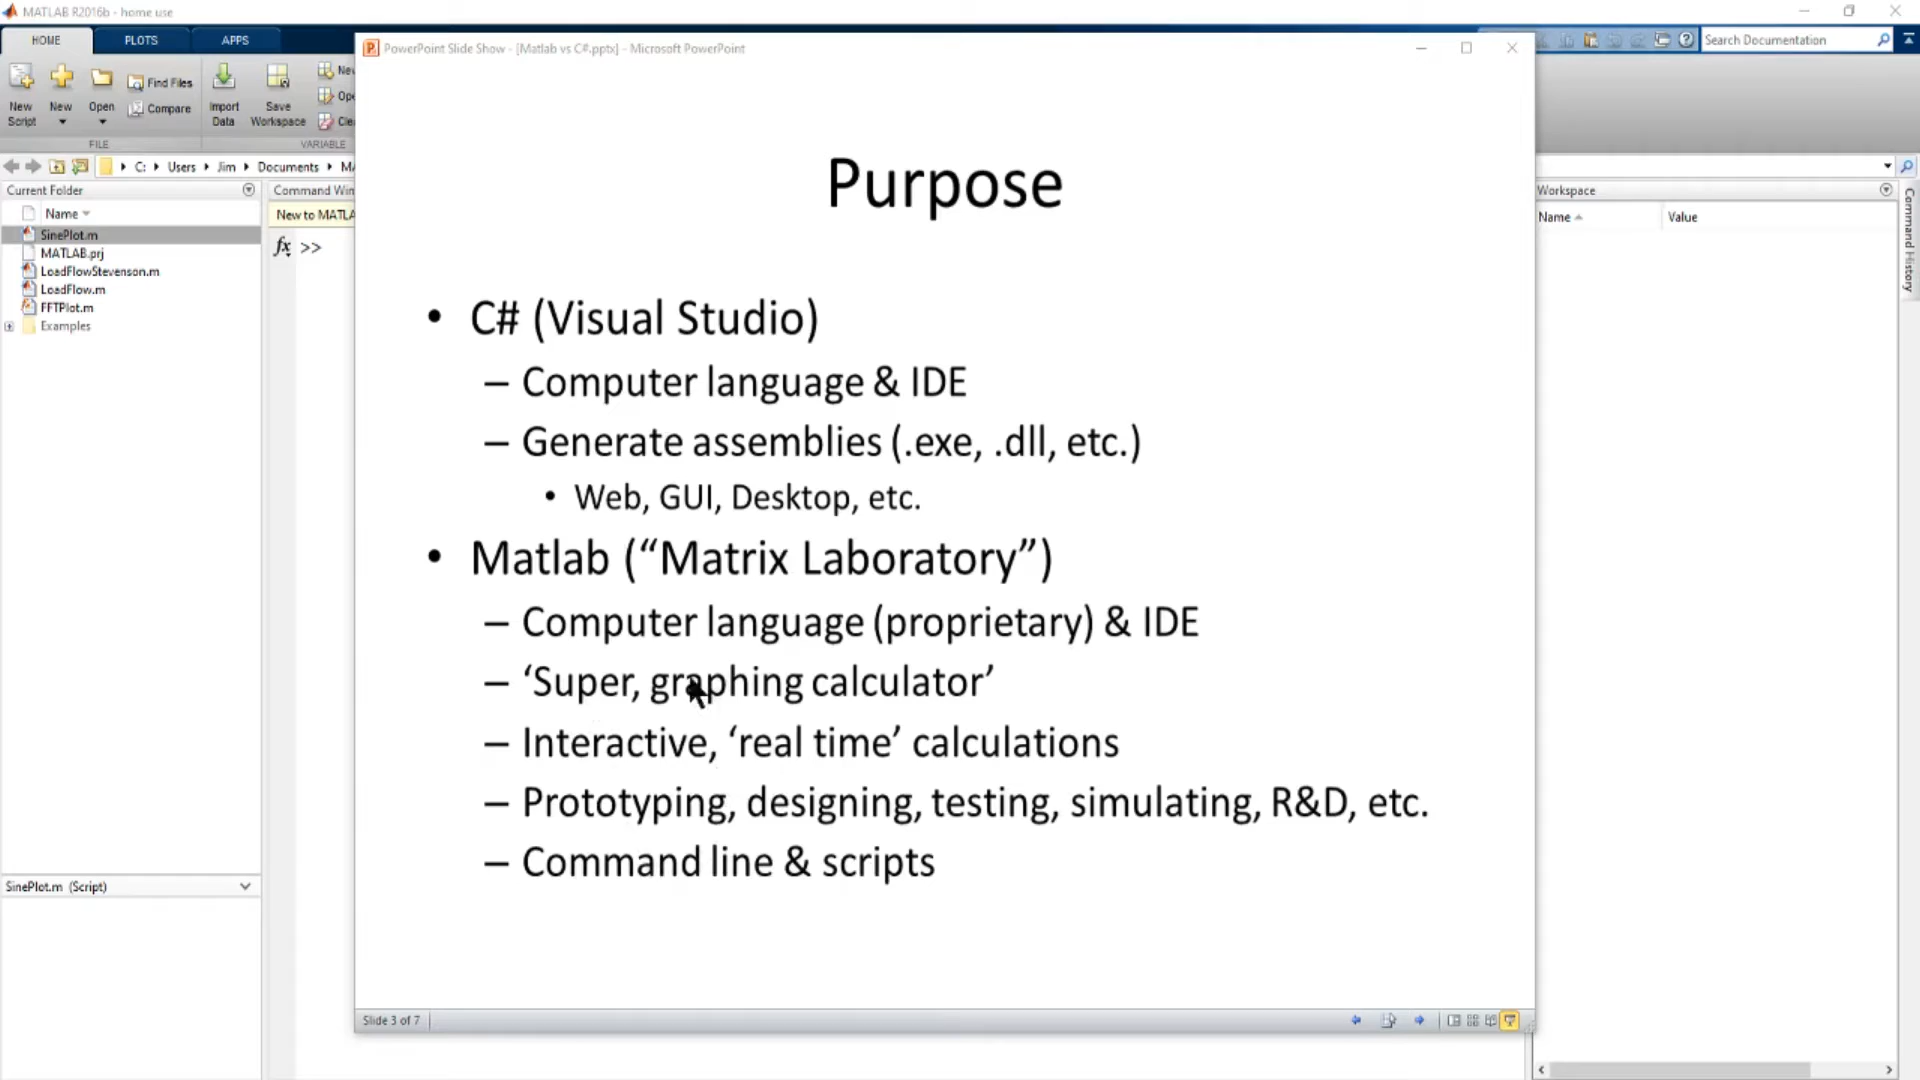 MATLAB R2016b - home use
HOME
PLOTS
APPS
Search Documentation
New Script
New
Open
Find Files
Compare
Import Data
Save Workspace
FILE
VARIABLE
C:
Users
Jim
Documents
Current Folder
Name
SinePlot.m
MATLAB.prj
LoadFlowStevenson.m
LoadFlow.m
FFTPlot.m
Examples
SinePlot.m (Script)
Command Win
New to MATLA
fx >>
PowerPoint Slide Show - [Matlab vs C#.pptx] - Microsoft PowerPoint
Purpose
• C# (Visual Studio)
– Computer language & IDE
– Generate assemblies (.exe, .dll, etc.)
• Web, GUI, Desktop, etc.
• Matlab (“Matrix Laboratory”)
– Computer language (proprietary) & IDE
– ‘Super, graphing calculator’
– Interactive, ‘real time’ calculations
– Prototyping, designing, testing, simulating, R&D, etc.
– Command line & scripts
Slide 3 of 7
Workspace
Name
Value
Command History